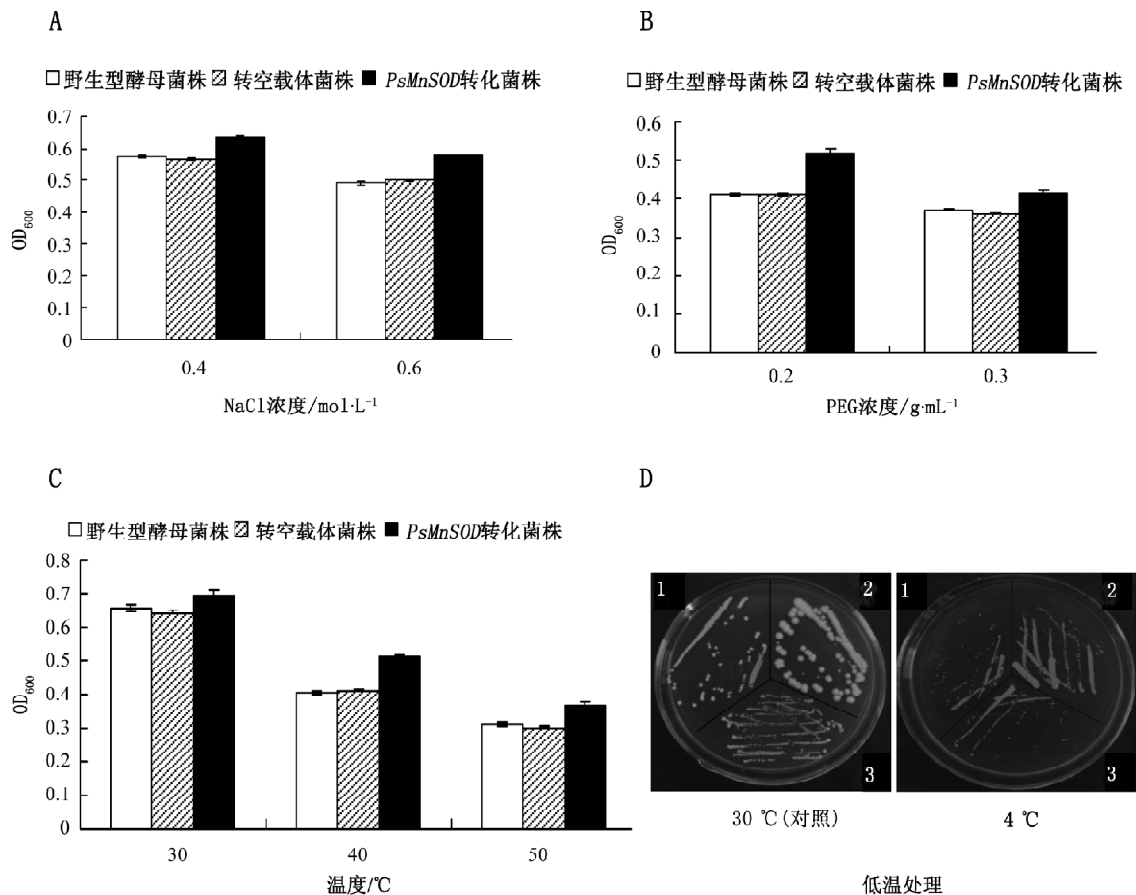 A
□野生型酵母菌株 ▨转空载体菌株 ■PsMnSOD转化菌株
0.7
0.6
0.5
0.4
0.3
0.2
0.1
0
OD₆₀₀
0.4 0.6
NaCl浓度/mol·L⁻¹
B
□野生型酵母菌株 ▨转空载体菌株 ■PsMnSOD转化菌株
0.6
0.5
0.4
0.3
0.2
0.1
0
OD₆₀₀
0.2 0.3
PEG浓度/g·mL⁻¹
C
□野生型酵母菌株 ▨转空载体菌株 ■PsMnSOD转化菌株
0.8
0.7
0.6
0.5
0.4
0.3
0.2
0.1
0
OD₆₀₀
30 40 50
温度/℃
D
1 2
3
30 ℃(对照)
1 2
3
4 ℃
低温处理